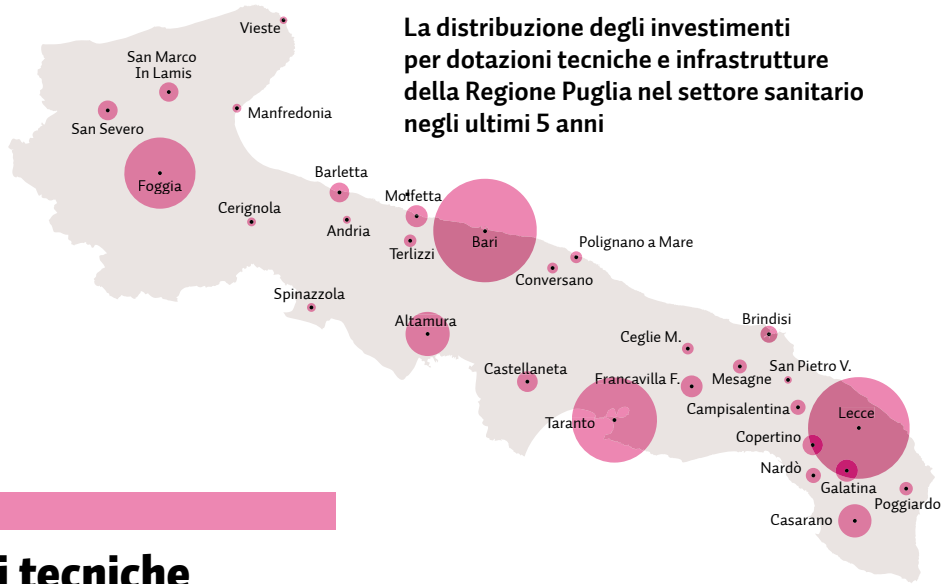 La distribuzione degli investimenti
per dotazioni tecniche e infrastrutture
della Regione Puglia nel settore sanitario
negli ultimi 5 anni
Vieste
San Marco
In Lamis
San Severo
Manfredonia
Foggia
Cerignola
Barletta
Andria
Molfetta
Terlizzi
Bari
Polignano a Mare
Conversano
Spinazzola
Altamura
Castellaneta
Taranto
Ceglie M.
Francavilla F.
Brindisi
Mesagne
San Pietro V.
Campisalentina
Lecce
Copertino
Nardò
Galatina
Poggiardo
Casarano
i tecniche